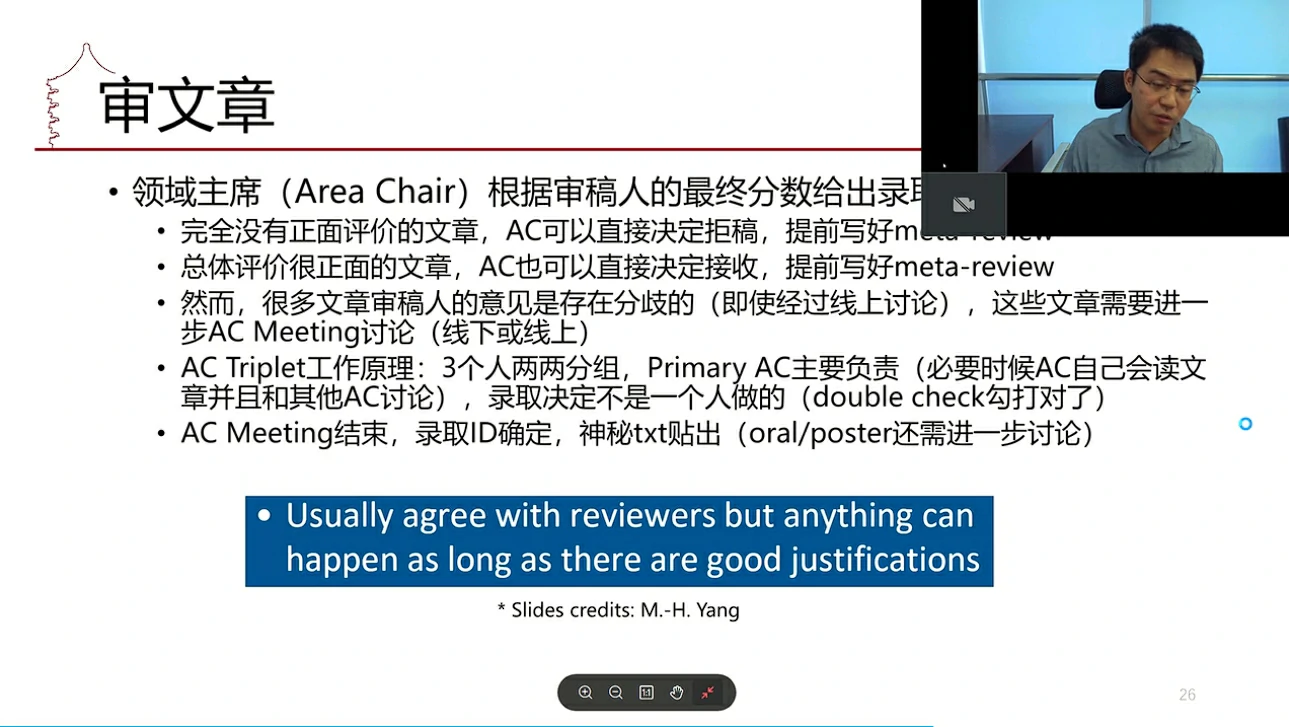 审文章
• 领域主席（Area Chair）根据审稿人的最终分数给出录
• 完全没有正面评价的文章，AC可以直接决定拒稿，提前写好meta-review
• 总体评价很正面的文章，AC也可以直接决定接收，提前写好meta-review
• 然而，很多文章审稿人的意见是存在分歧的（即使经过线上讨论），这些文章需要进一
步AC Meeting讨论（线下或线上）
• AC Triplet工作原理：3个人两两分组，Primary AC主要负责（必要时候AC自己会读文
章并且和其他AC讨论），录取决定不是一个人做的（double check勾打对了）
• AC Meeting结束，录取ID确定，神秘txt贴出（oral/poster还需进一步讨论）
• Usually agree with reviewers but anything can
happen as long as there are good justifications
* Slides credits: M.-H. Yang
1:1
26